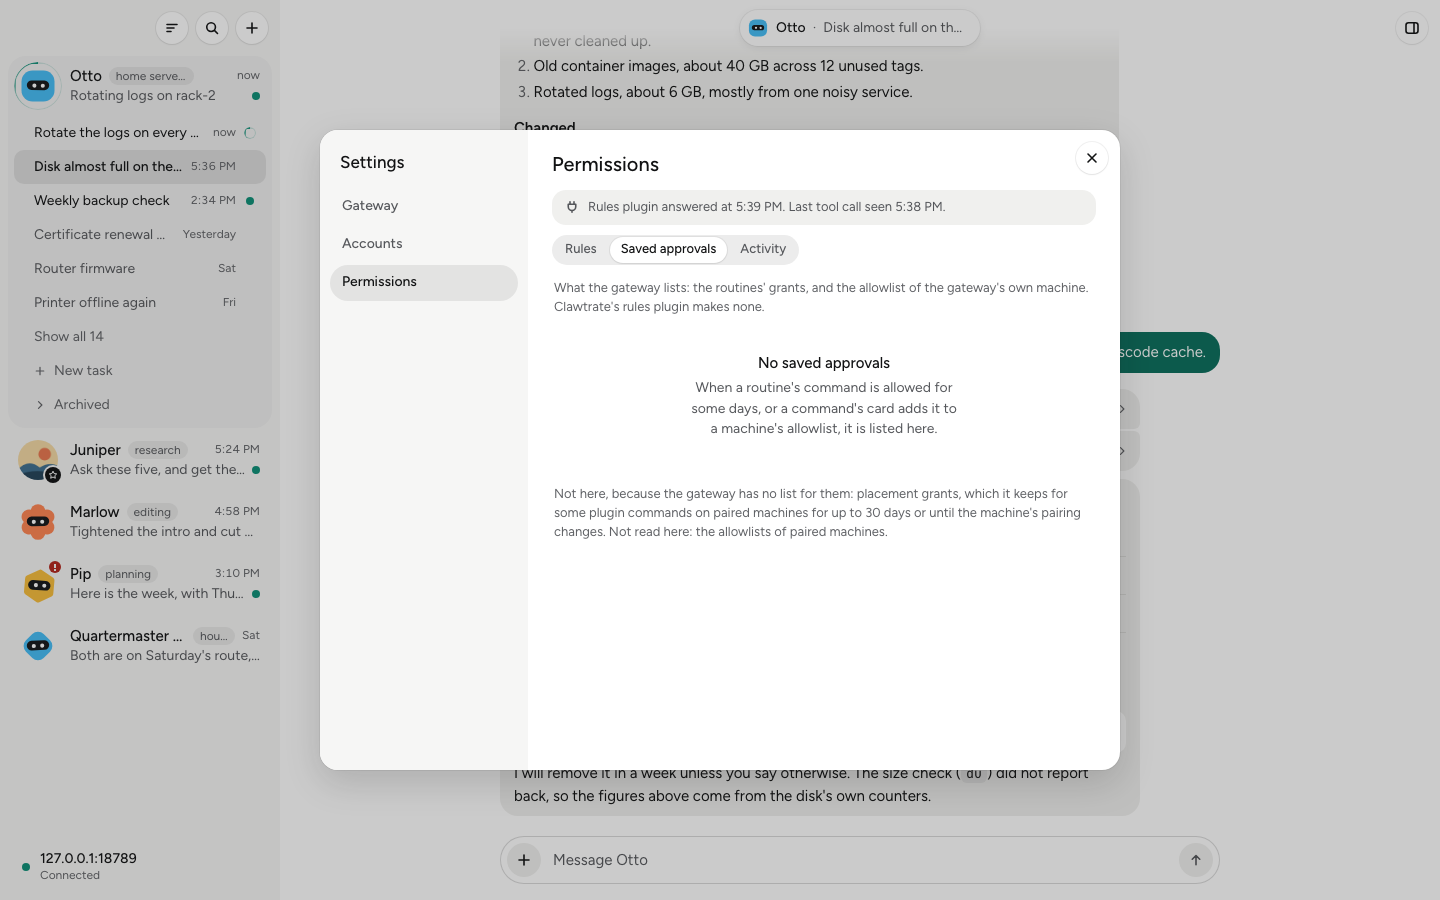 Otto · Disk almost full on th...
never cleaned up.
2. Old container images, about 40 GB across 12 unused tags.
3. Rotated logs, about 6 GB, mostly from one noisy service.
Changed
Otto home serve... now
Rotating logs on rack-2
Rotate the logs on every ... now
Disk almost full on the... 5:36 PM
Weekly backup check 2:34 PM
Certificate renewal ... Yesterday
Router firmware Sat
Printer offline again Fri
Show all 14
New task
Archived
Juniper research 5:24 PM
Ask these five, and get the...
Marlow editing 4:58 PM
Tightened the intro and cut ...
Pip planning 3:10 PM
Here is the week, with Thu...
Quartermaster ... hou... Sat
Both are on Saturday's route,...
127.0.0.1:18789
Connected
Settings
Gateway
Accounts
Permissions
Permissions
Rules plugin answered at 5:39 PM. Last tool call seen 5:38 PM.
Rules Saved approvals Activity
What the gateway lists: the routines' grants, and the allowlist of the gateway's own machine.
Clawtrate's rules plugin makes none.
No saved approvals
When a routine's command is allowed for
some days, or a command's card adds it to
a machine's allowlist, it is listed here.
Not here, because the gateway has no list for them: placement grants, which it keeps for
some plugin commands on paired machines for up to 30 days or until the machine's pairing
changes. Not read here: the allowlists of paired machines.
scode cache.
I will remove it in a week unless you say otherwise. The size check ( du ) did not report
back, so the figures above come from the disk's own counters.
Message Otto